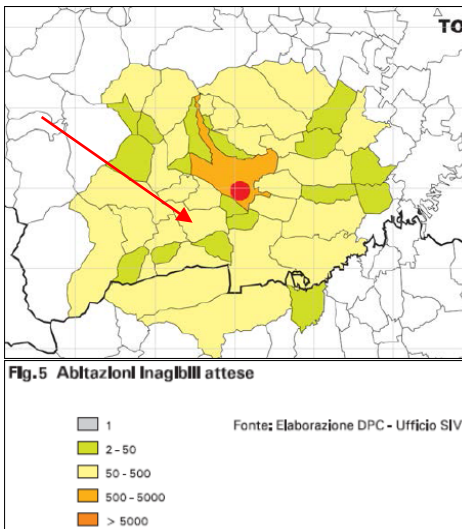 TO
Fig.5 Abitazioni inagibili attese
1
Fonte: Elaborazione DPC - Ufficio SIV
2 - 50
50 - 500
500 - 5000
> 5000